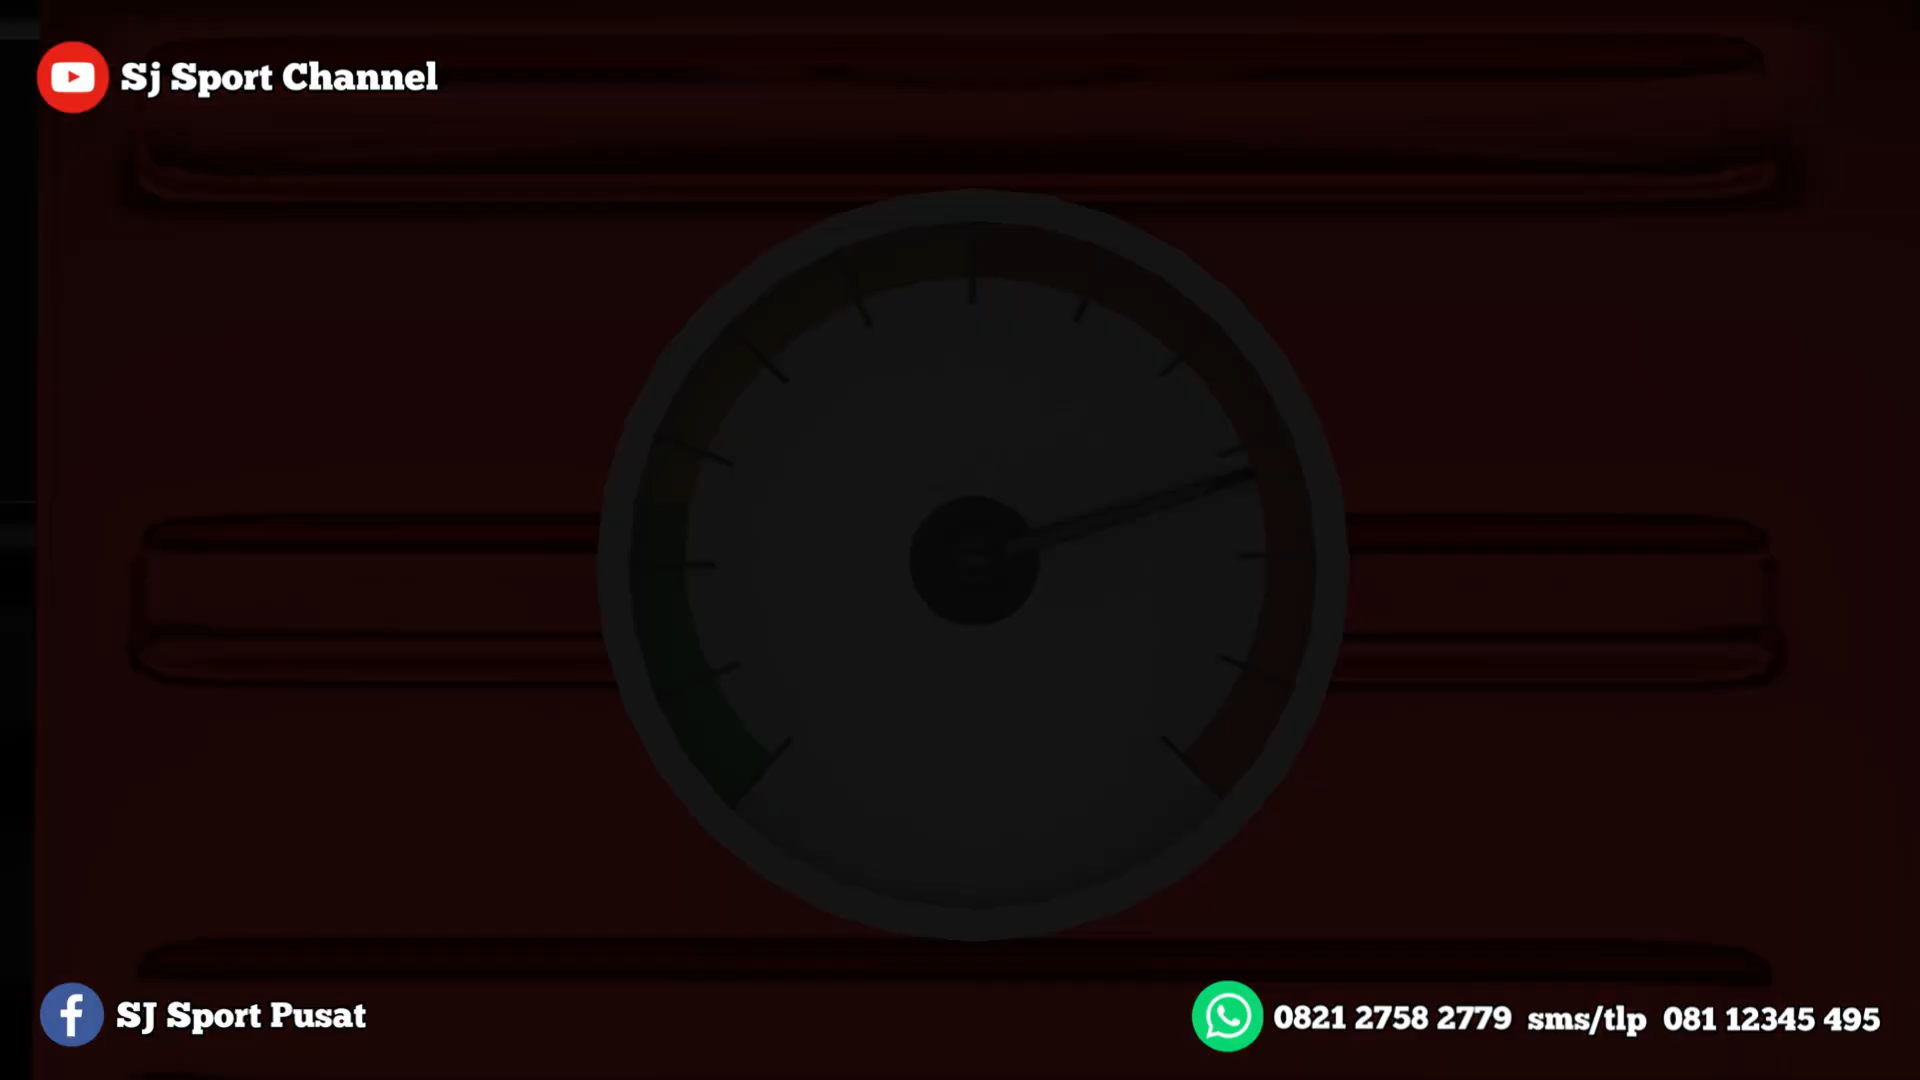 Sj Sport Channel
SJ Sport Pusat
0821 2758 2779 sms/tlp 081 12345 495